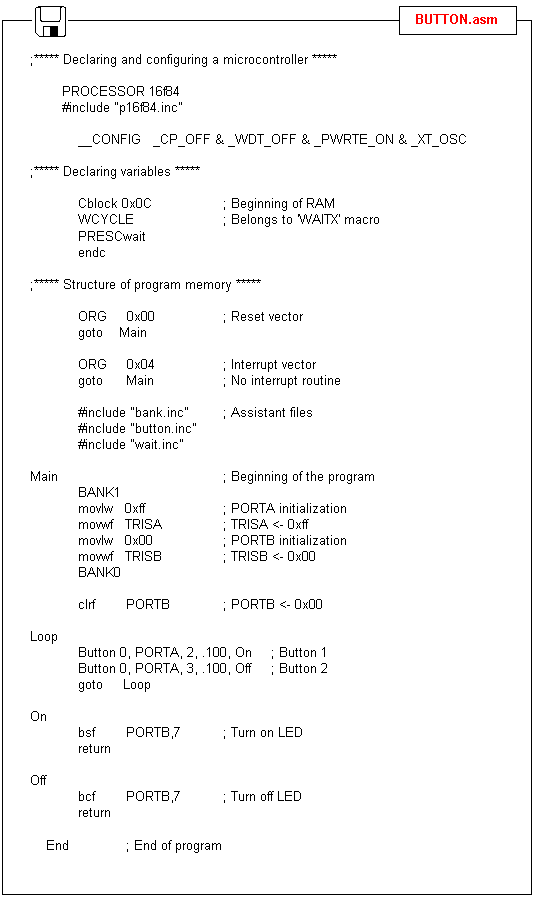 BUTTON.asm
;***** Declaring and configuring a microcontroller *****
PROCESSOR 16f84
#include "p16f84.inc"
__CONFIG _CP_OFF & _WDT_OFF & _PWRTE_ON & _XT_OSC
;***** Declaring variables *****
Cblock 0x0C ; Beginning of RAM
WCYCLE ; Belongs to 'WAITX' macro
PRESCwait
endc
;***** Structure of program memory *****
ORG 0x00 ; Reset vector
goto Main
ORG 0x04 ; Interrupt vector
goto Main ; No interrupt routine
#include "bank.inc" ; Assistant files
#include "button.inc"
#include "wait.inc"
Main ; Beginning of the program
BANK1
movlw 0xff ; PORTA initialization
movwf TRISA ; TRISA <- 0xff
movlw 0x00 ; PORTB initialization
movwf TRISB ; TRISB <- 0x00
BANK0
clrf PORTB ; PORTB <- 0x00
Loop
Button 0, PORTA, 2, .100, On ; Button 1
Button 0, PORTA, 3, .100, Off ; Button 2
goto Loop
On
bsf PORTB,7 ; Turn on LED
return
Off
bcf PORTB,7 ; Turn off LED
return
End ; End of program